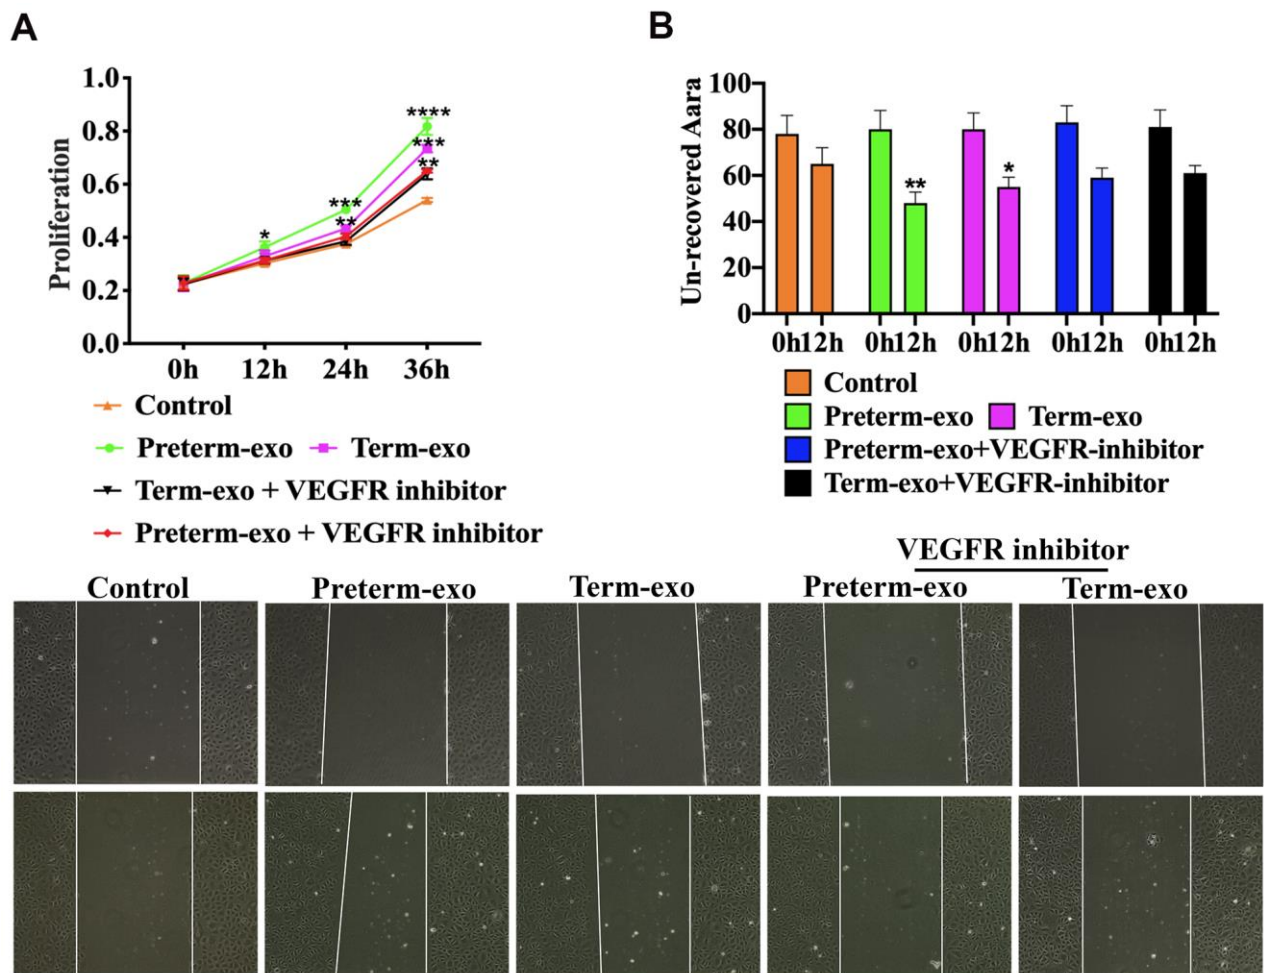 A
B
1.0
0.8
0.6
0.4
0.2
0.0
Proliferation
****
***
**
***
**
*
0h 12h 24h 36h
Control
Preterm-exo Term-exo
Term-exo + VEGFR inhibitor
Preterm-exo + VEGFR inhibitor
100
80
60
40
20
0
Un-recovered Aara
**
*
0h12h 0h12h 0h12h 0h12h 0h12h
Control
Preterm-exo Term-exo
Preterm-exo+VEGFR-inhibitor
Term-exo+VEGFR-inhibitor
VEGFR inhibitor
Control Preterm-exo Term-exo Preterm-exo Term-exo